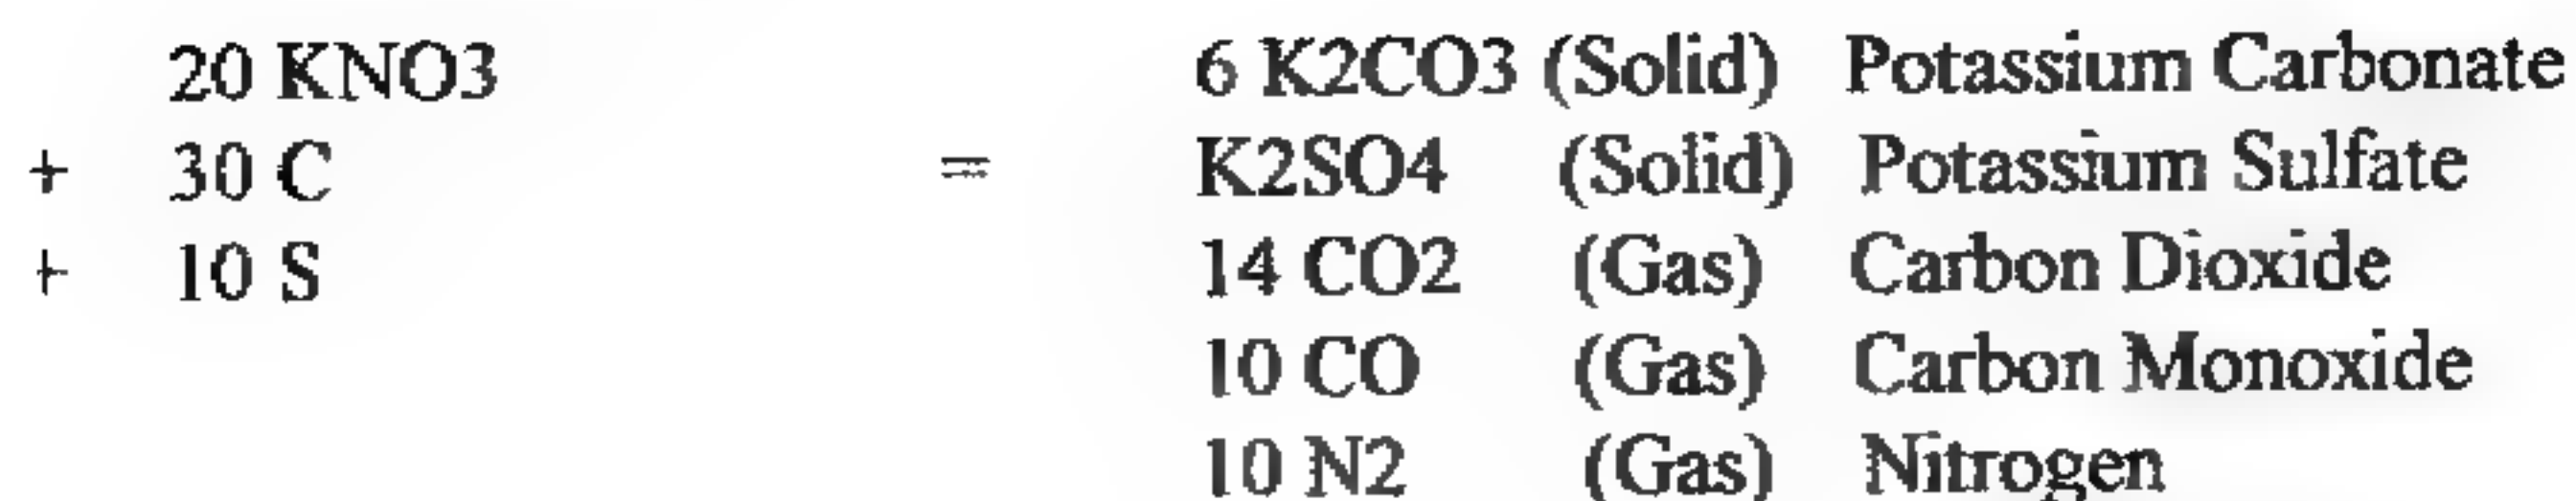 20 KNO3 6 K2CO3 (Solid) Potassium Carbonate
+ 30 C = K2SO4 (Solid) Potassium Sulfate
+ 10 S 14 CO2 (Gas) Carbon Dioxide
10 CO (Gas) Carbon Monoxide
10 N2 (Gas) Nitrogen